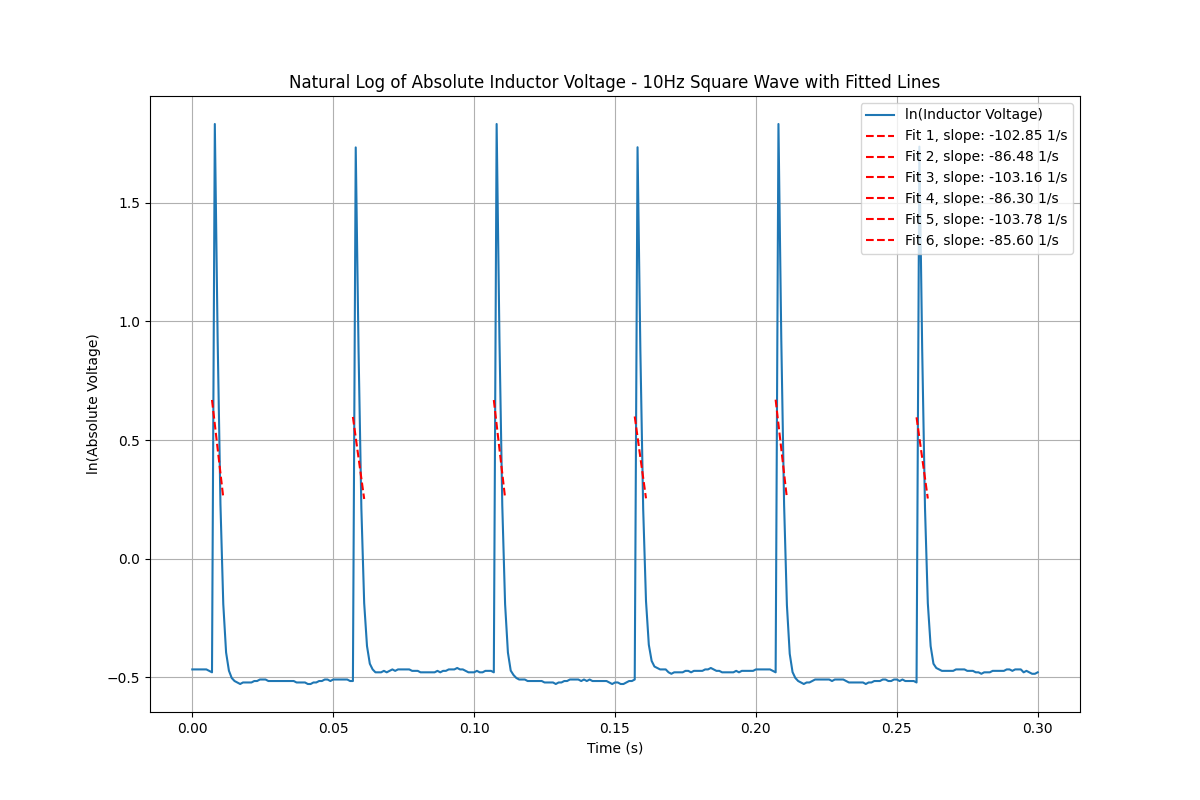 Natural Log of Absolute Inductor Voltage - 10Hz Square Wave with Fitted Lines
ln(Inductor Voltage)
Fit 1, slope: -102.85 1/s
Fit 2, slope: -86.48 1/s
Fit 3, slope: -103.16 1/s
Fit 4, slope: -86.30 1/s
Fit 5, slope: -103.78 1/s
Fit 6, slope: -85.60 1/s
ln(Absolute Voltage)
1.5
1.0
0.5
0.0
−0.5
0.00 0.05 0.10 0.15 0.20 0.25 0.30
Time (s)